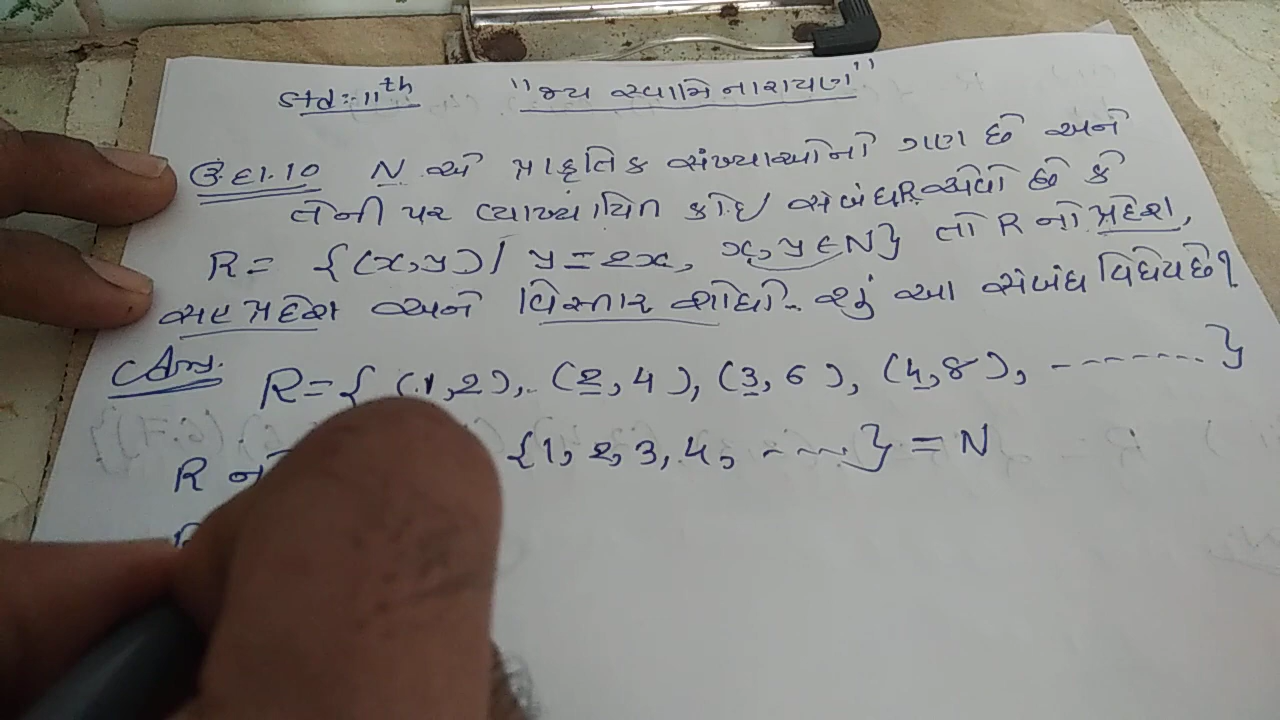 Std:-11th "જય સ્વામિનારાયણ"
ઉદા.10 N એ પ્રાકૃતિક સંખ્યાઓનો ગણ છે અને
તેની પર વ્યાખ્યાયિત કોઈ સંબંધ R એવો છે કે
R = {(x,y) / y=2x, x,y∈N} તો R નો પ્રદેશ,
સહપ્રદેશ અને વિસ્તાર શોધો. શું આ સંબંધ વિધેય છે?
Ans. R={ (1,2), (2,4), (3,6), (4,8), -------- }
R નો {1, 2, 3, 4, ----} = N